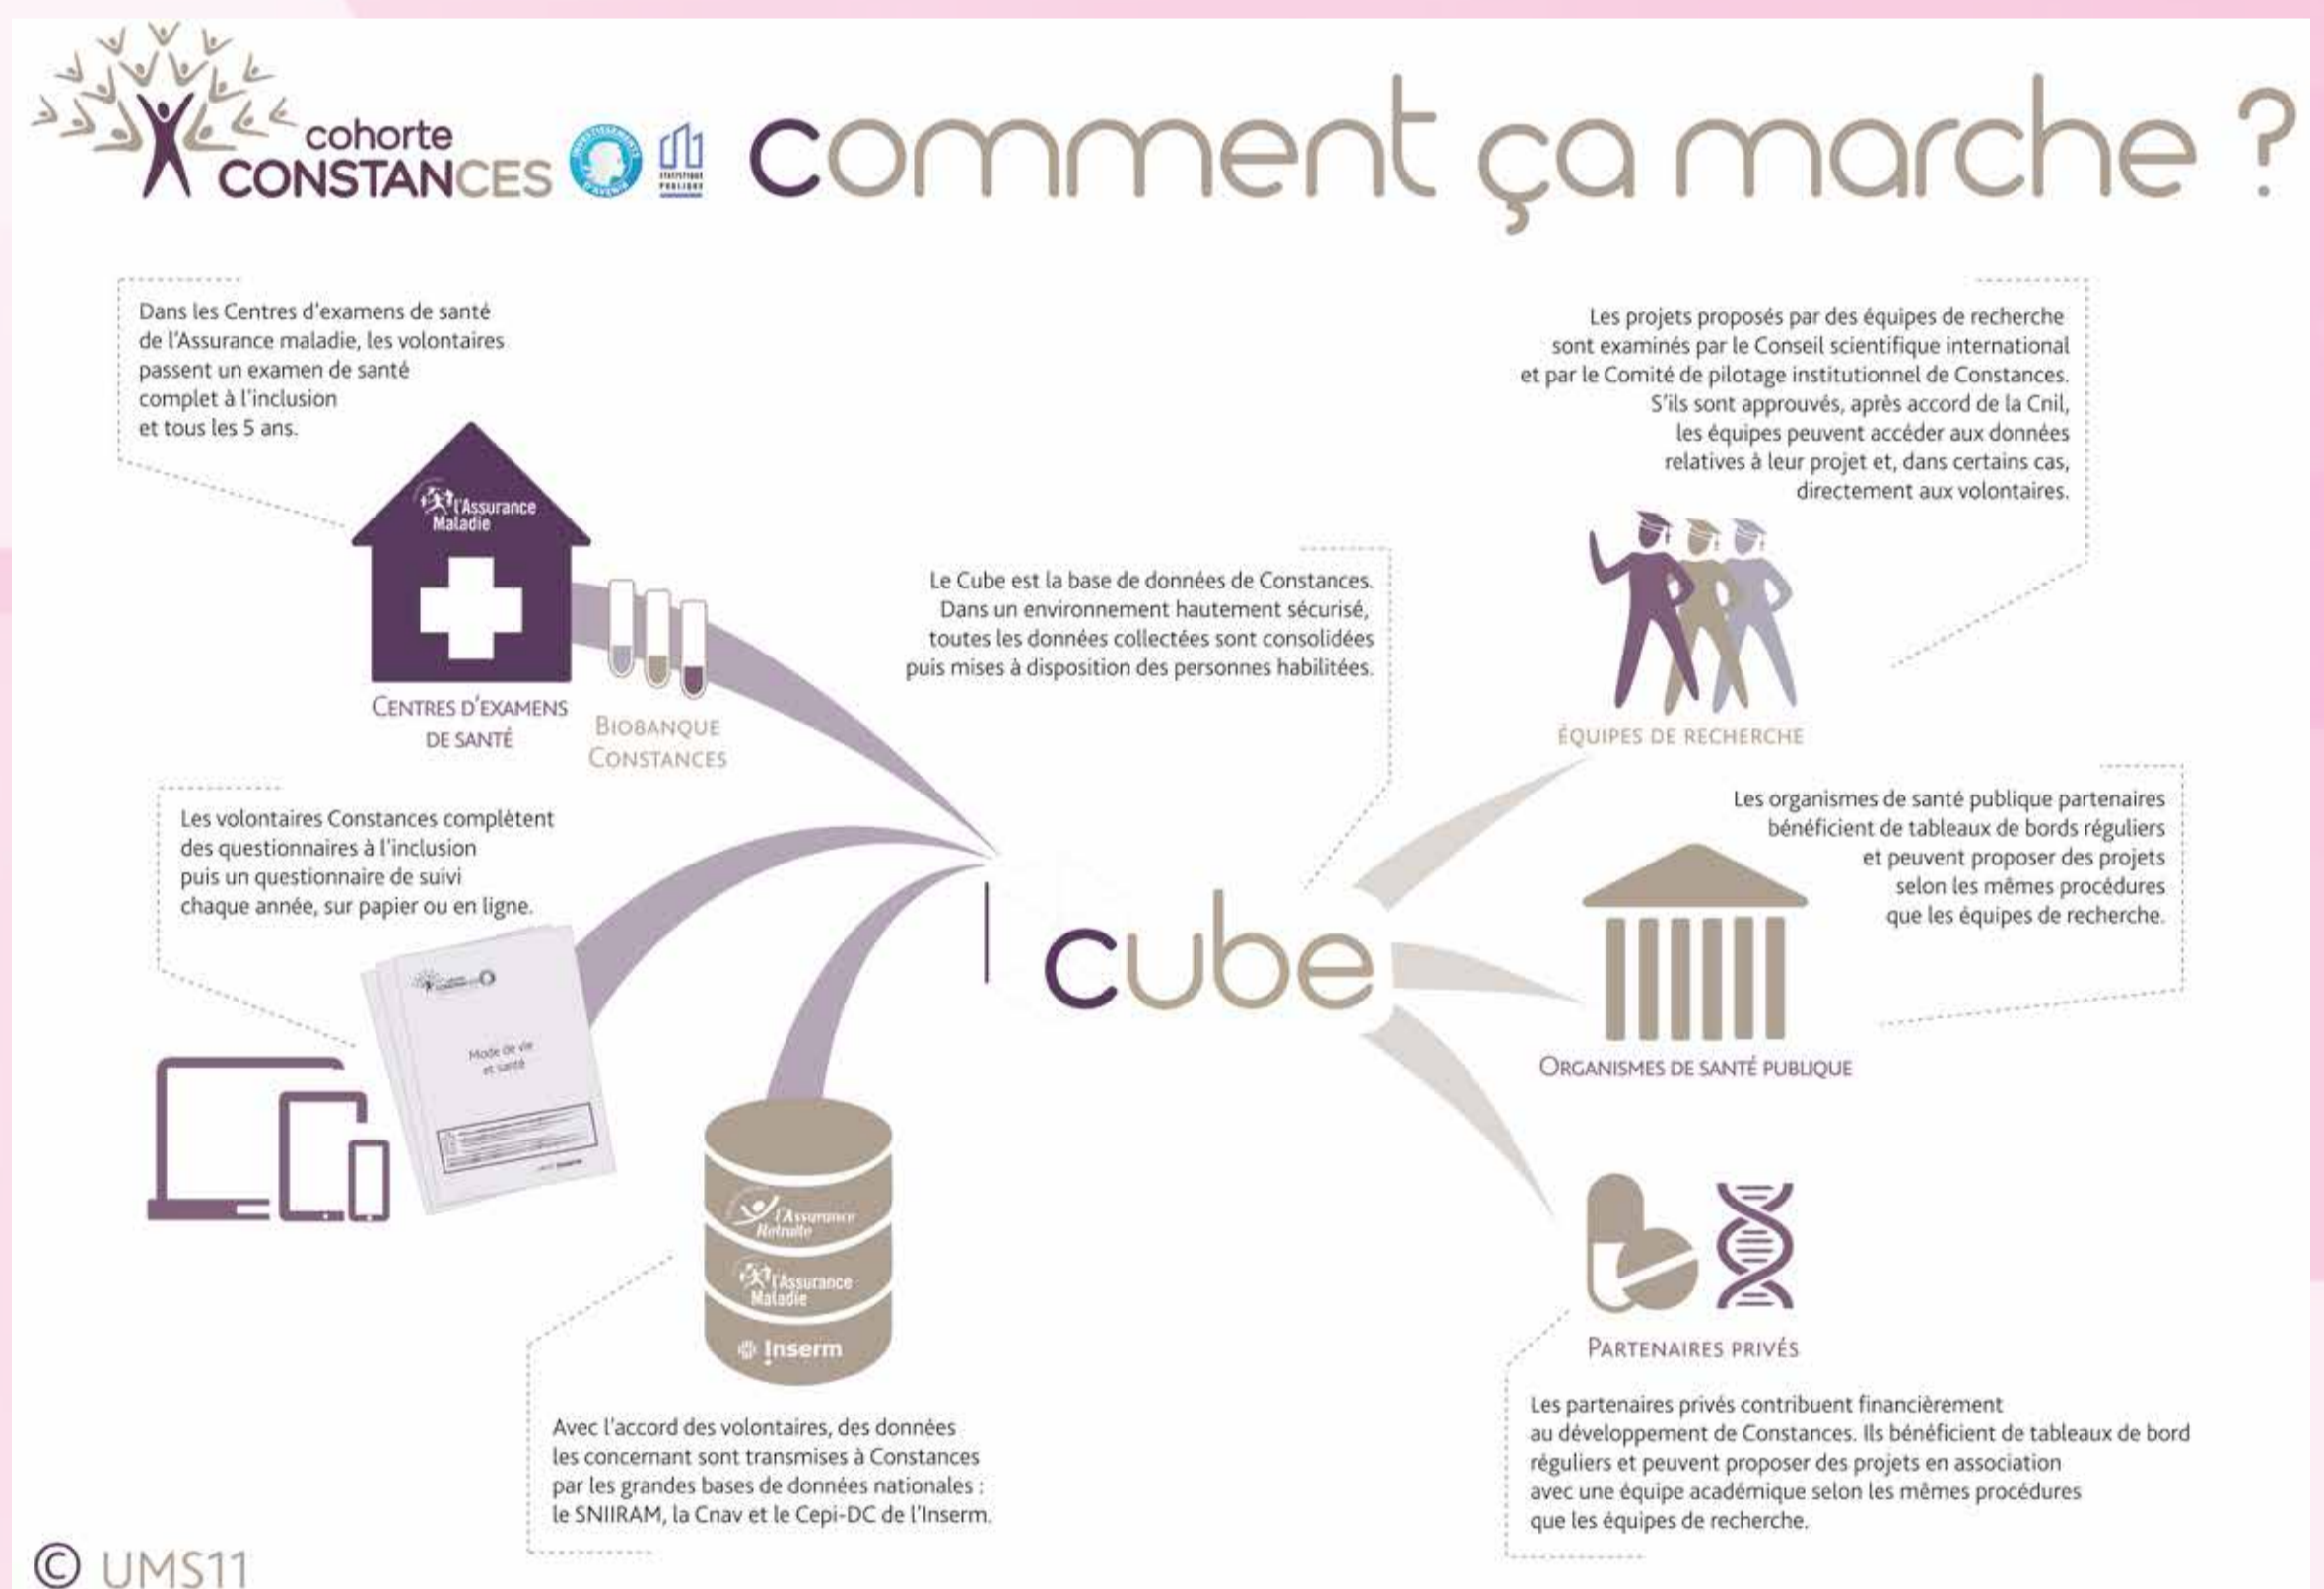 cohorte
CONSTANCES
INVESTISSEMENTS
D'AVENIR
STATISTIQUE
PUBLIQUE
comment ça marche ?
Dans les Centres d'examens de santé
de l'Assurance maladie, les volontaires
passent un examen de santé
complet à l'inclusion
et tous les 5 ans.
l'Assurance
Maladie
CENTRES D'EXAMENS
DE SANTÉ
BIOBANQUE
CONSTANCES
Les volontaires Constances complètent
des questionnaires à l'inclusion
puis un questionnaire de suivi
chaque année, sur papier ou en ligne.
Mode de vie
et santé
l'Assurance
Retraite
l'Assurance
Maladie
Inserm
Avec l'accord des volontaires, des données
les concernant sont transmises à Constances
par les grandes bases de données nationales :
le SNIIRAM, la Cnav et le Cepi-DC de l'Inserm.
Le Cube est la base de données de Constances.
Dans un environnement hautement sécurisé,
toutes les données collectées sont consolidées
puis mises à disposition des personnes habilitées.
cube
Les projets proposés par des équipes de recherche
sont examinés par le Conseil scientifique international
et par le Comité de pilotage institutionnel de Constances.
S'ils sont approuvés, après accord de la Cnil,
les équipes peuvent accéder aux données
relatives à leur projet et, dans certains cas,
directement aux volontaires.
ÉQUIPES DE RECHERCHE
Les organismes de santé publique partenaires
bénéficient de tableaux de bords réguliers
et peuvent proposer des projets
selon les mêmes procédures
que les équipes de recherche.
ORGANISMES DE SANTÉ PUBLIQUE
PARTENAIRES PRIVÉS
Les partenaires privés contribuent financièrement
au développement de Constances. Ils bénéficient de tableaux de bord
réguliers et peuvent proposer des projets en association
avec une équipe académique selon les mêmes procédures
que les équipes de recherche.
© UMS11